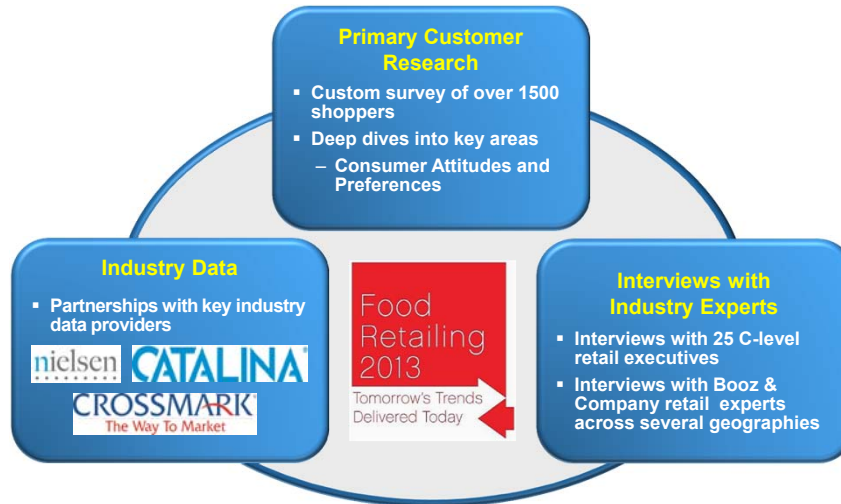 Primary Customer
Research
▪ Custom survey of over 1500
shoppers
▪ Deep dives into key areas
– Consumer Attitudes and
Preferences
Industry Data
▪ Partnerships with key industry
data providers
nielsen
CATALINA®
CROSSMARK®
The Way To Market
Food
Retailing
2013
Tomorrow's Trends
Delivered Today
Interviews with
Industry Experts
▪ Interviews with 25 C-level
retail executives
▪ Interviews with Booz &
Company retail experts
across several geographies